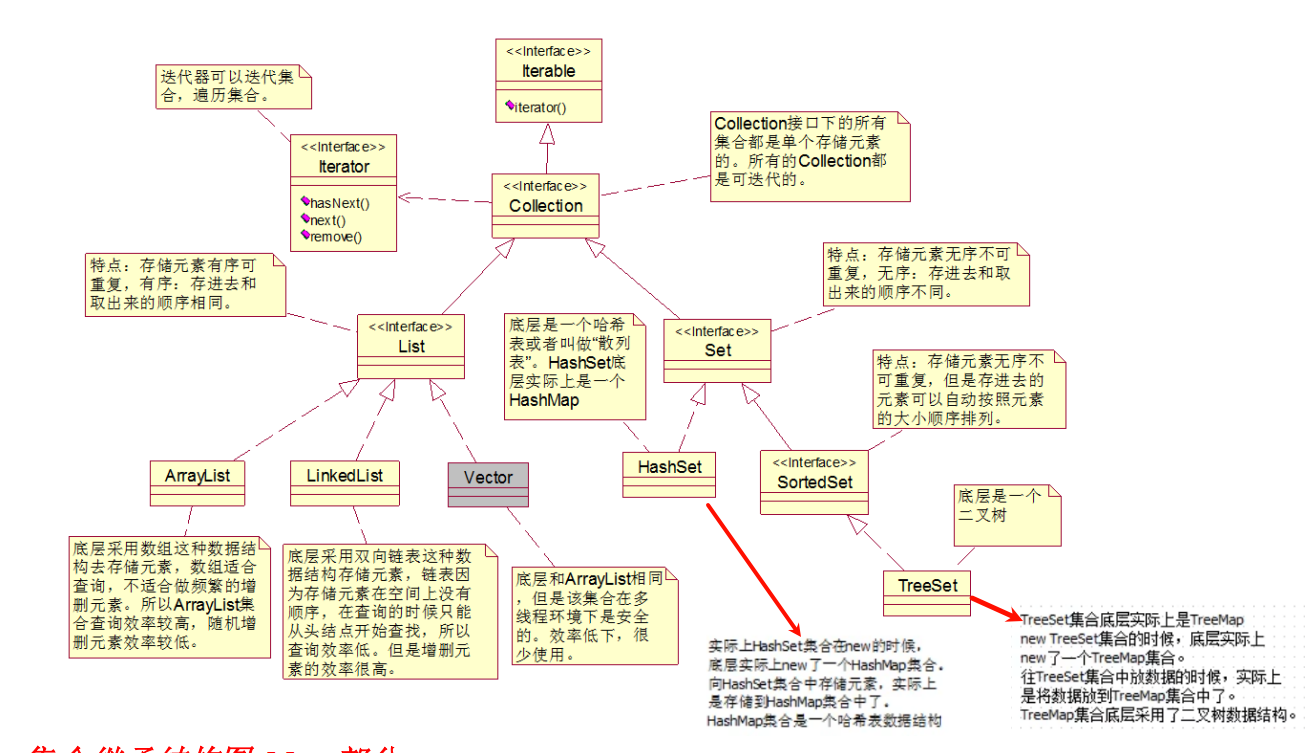 <<Interface>>
Iterable
iterator()
迭代器可以迭代集
合，遍历集合。
<<Interface>>
Iterator
hasNext()
next()
remove()
Collection接口下的所有
集合都是单个存储元素
的。所有的Collection都
是可迭代的。
<<Interface>>
Collection
特点：存储元素有序可
重复，有序：存进去和
取出来的顺序相同。
特点：存储元素无序不可
重复，无序：存进去和取
出来的顺序不同。
<<Interface>>
List
底层是一个哈希
表或者叫做“散列
表”。HashSet底
层实际上是一个
HashMap
<<Interface>>
Set
特点：存储元素无序不
可重复，但是存进去的
元素可以自动按照元素
的大小顺序排列。
ArrayList
LinkedList
Vector
HashSet
<<Interface>>
SortedSet
底层是一个
二叉树
底层采用数组这种数据结
构去存储元素，数组适合
查询，不适合做频繁的增
删元素。所以ArrayList集
合查询效率较高，随机增
删元素效率较低。
底层采用双向链表这种数
据结构存储元素，链表因
为存储元素在空间上没有
顺序，在查询的时候只能
从头结点开始查找，所以
查询效率低。但是增删元
素的效率很高。
底层和ArrayList相同
，但是该集合在多
线程环境下是安全
的。效率低下，很
少使用。
TreeSet
实际上HashSet集合在new的时候，
底层实际上new了一个HashMap集合。
向HashSet集合中存储元素，实际上
是存储到HashMap集合中了。
HashMap集合是一个哈希表数据结构
TreeSet集合底层实际上是TreeMap
new TreeSet集合的时候，底层实际上
new了一个TreeMap集合。
往TreeSet集合中放数据的时候，实际上
是将数据放到TreeMap集合中了。
TreeMap集合底层采用了二叉树数据结构。
集合继承结构图